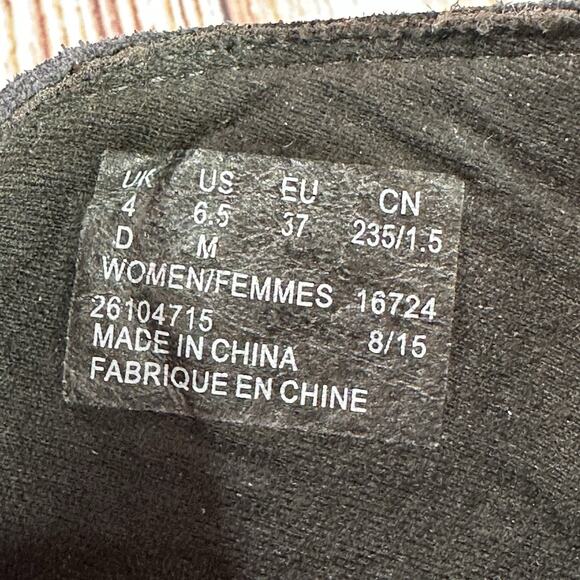 UK US EU CN
4 6.5 37 235/1.5
D M
WOMEN/FEMMES 16724
26104715 8/15
MADE IN CHINA
FABRIQUE EN CHINE